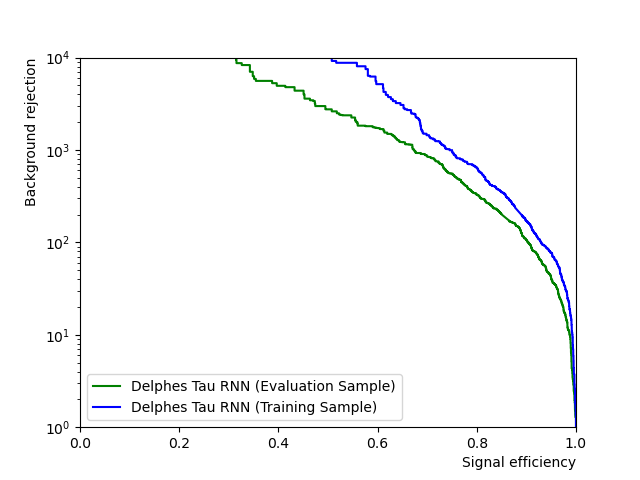 Background rejection
10⁴
10³
10²
10¹
10⁰
0.0 0.2 0.4 0.6 0.8 1.0
Signal efficiency
Delphes Tau RNN (Evaluation Sample)
Delphes Tau RNN (Training Sample)